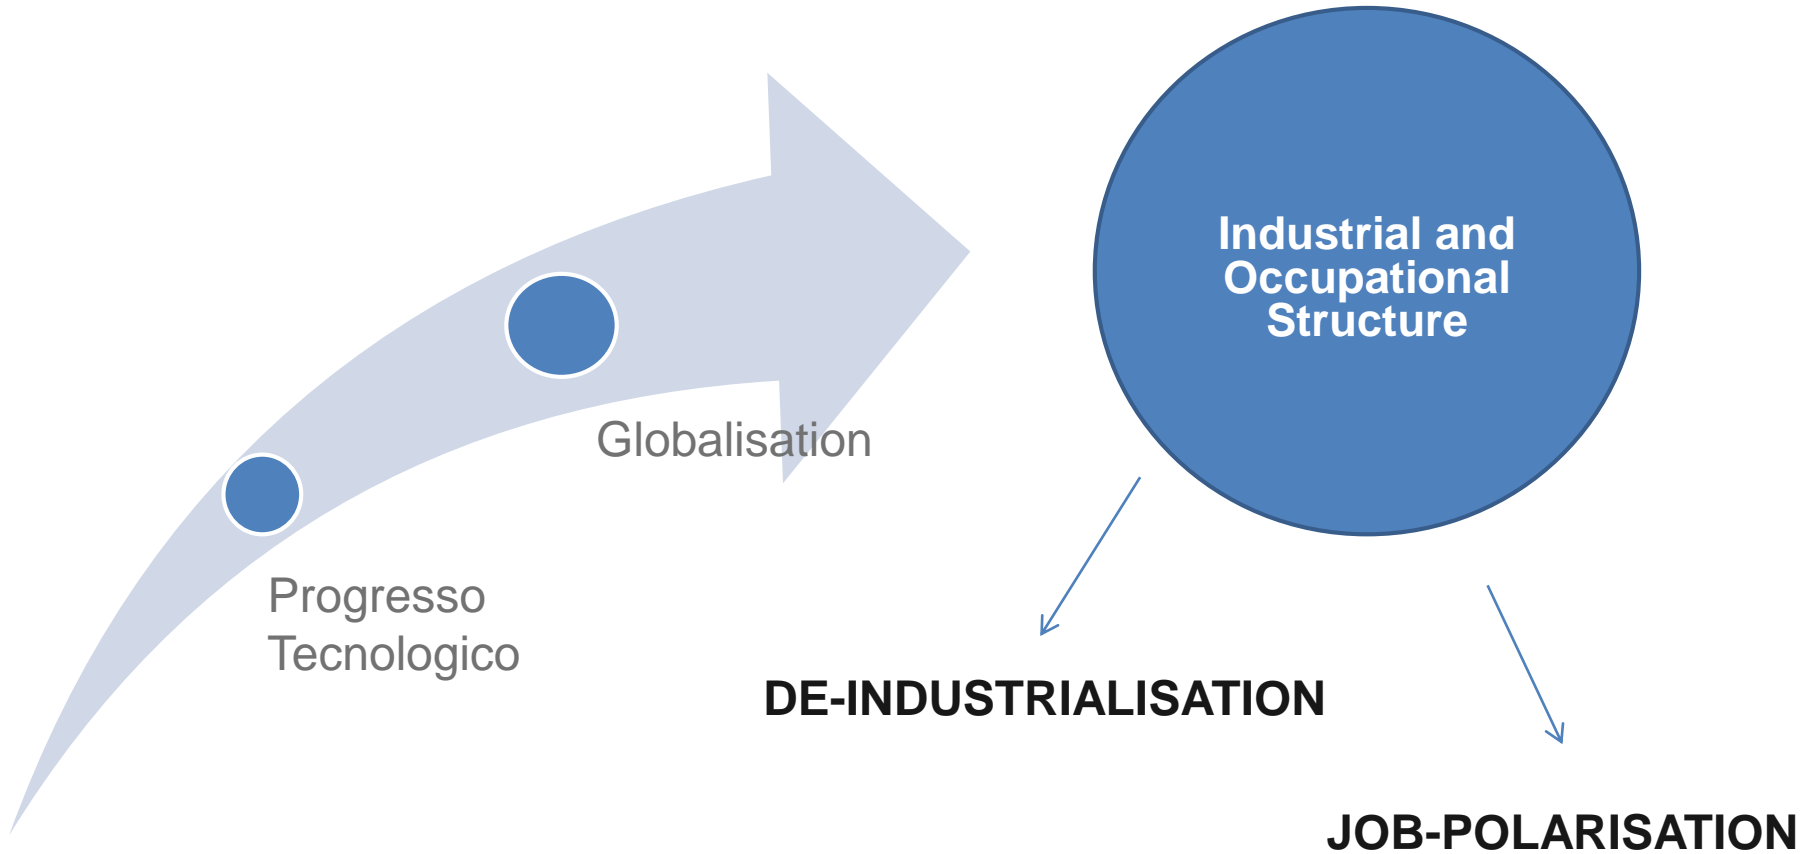 Industrial and
Occupational
Structure
Globalisation
Progresso
Tecnologico
DE-INDUSTRIALISATION
JOB-POLARISATION